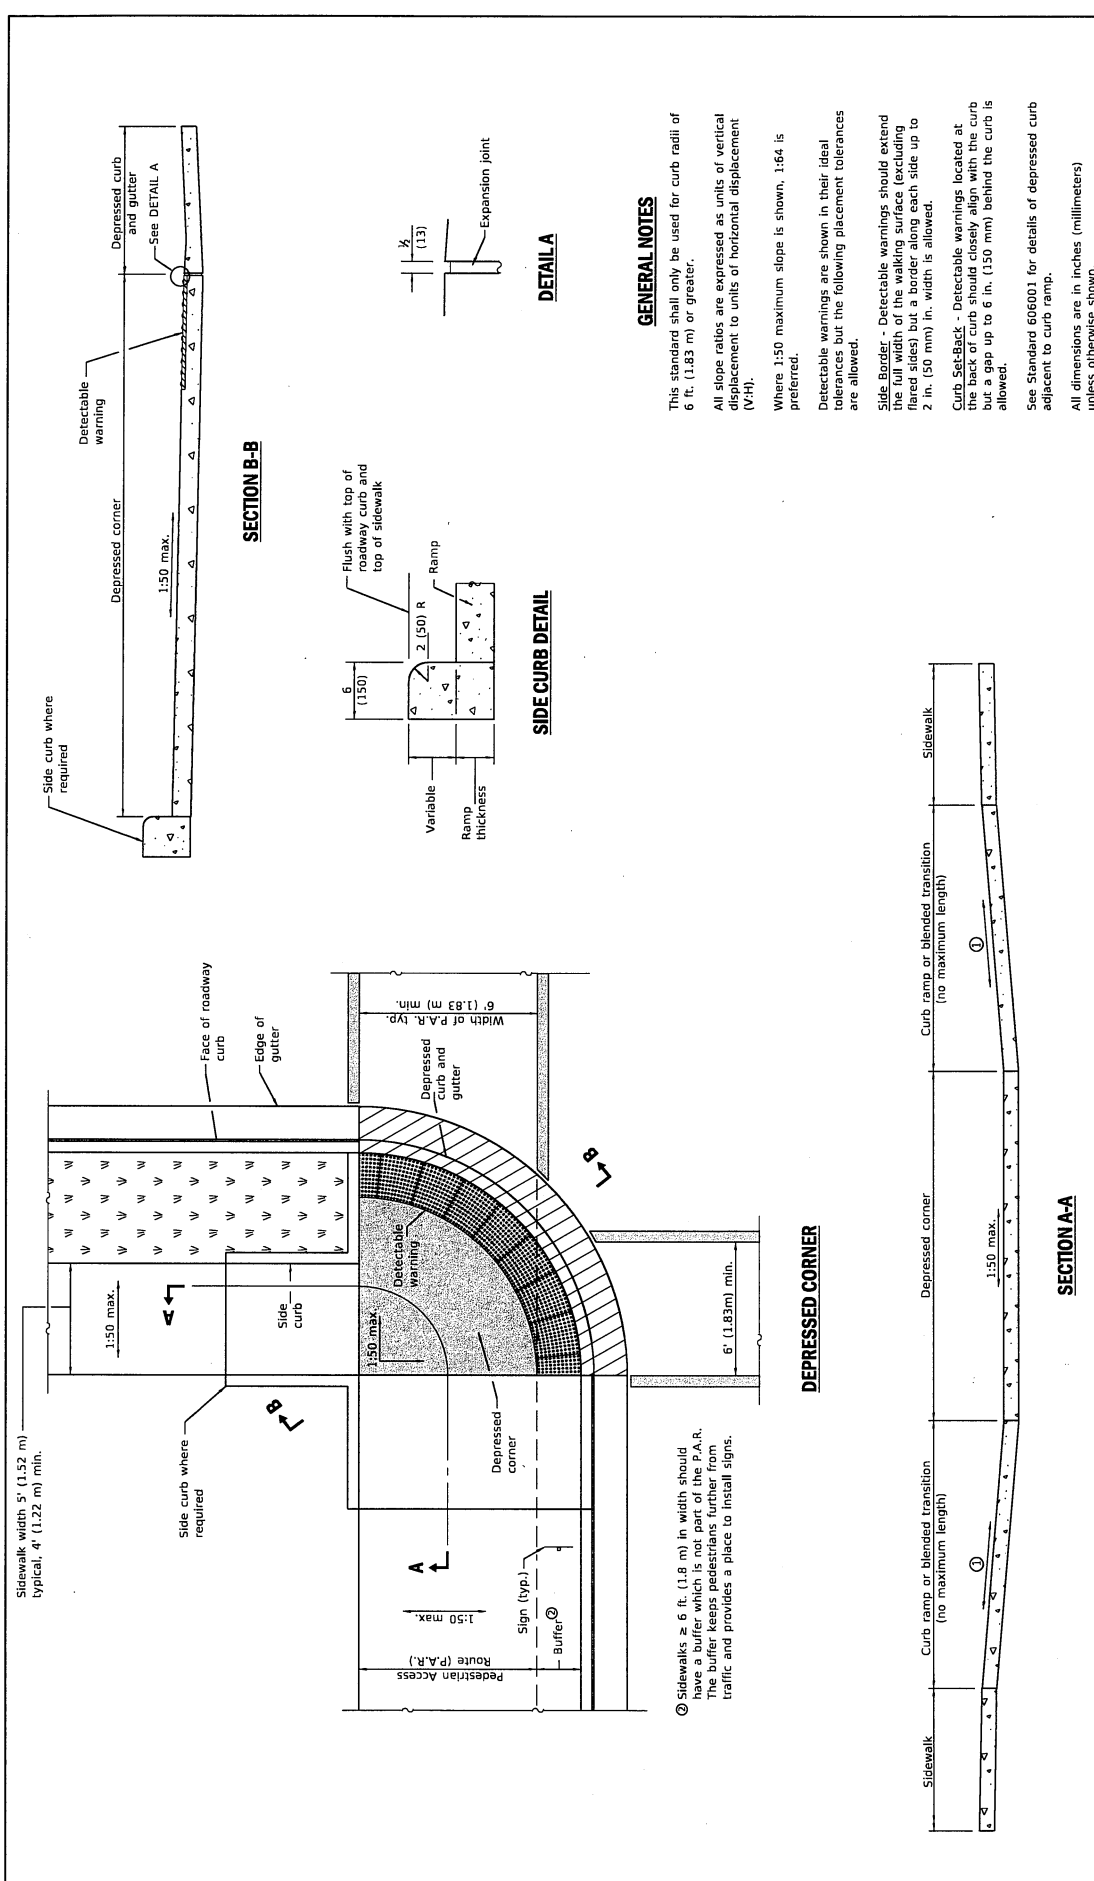 Sidewalk width 5' (1.52 m)
typical, 4' (1.22 m) min.
1:50 max.
A
Side
curb
Side curb where
required
B
Face of roadway
curb
Edge of
gutter
Depressed
curb and
gutter
Width of P.A.R. typ.
6' (1.83 m) min.
Detectable
warning
1:50 max.
Depressed
corner
A
1:50 max.
Pedestrian Access
Route (P.A.R.)
Sign (typ.)
Buffer ②
B
6' (1.83m) min.
② Sidewalks ≥ 6 ft. (1.8 m) in width should
have a buffer which is not part of the P.A.R.
The buffer keeps pedestrians further from
traffic and provides a place to install signs.
DEPRESSED CORNER
Side curb where
required
Depressed corner
1:50 max.
Detectable
warning
Depressed curb
and gutter
See DETAIL A
SECTION B-B
6
(150)
Flush with top of
roadway curb and
top of sidewalk
2 (50) R
Ramp
Variable
Ramp
thickness
SIDE CURB DETAIL
½
(13)
Expansion joint
DETAIL A
GENERAL NOTES
This standard shall only be used for curb radii of
6 ft. (1.83 m) or greater.
All slope ratios are expressed as units of vertical
displacement to units of horizontal displacement
(V:H).
Where 1:50 maximum slope is shown, 1:64 is
preferred.
Detectable warnings are shown in their ideal
tolerances but the following placement tolerances
are allowed.
Side Border - Detectable warnings should extend
the full width of the walking surface (excluding
flared sides) but a border along each side up to
2 in. (50 mm) in. width is allowed.
Curb Set-Back - Detectable warnings located at
the back of curb should closely align with the curb
but a gap up to 6 in. (150 mm) behind the curb is
allowed.
See Standard 606001 for details of depressed curb
adjacent to curb ramp.
All dimensions are in inches (millimeters)
unless otherwise shown.
Sidewalk
Curb ramp or blended transition
(no maximum length)
①
Depressed corner
1:50 max.
Curb ramp or blended transition
(no maximum length)
①
Sidewalk
SECTION A-A